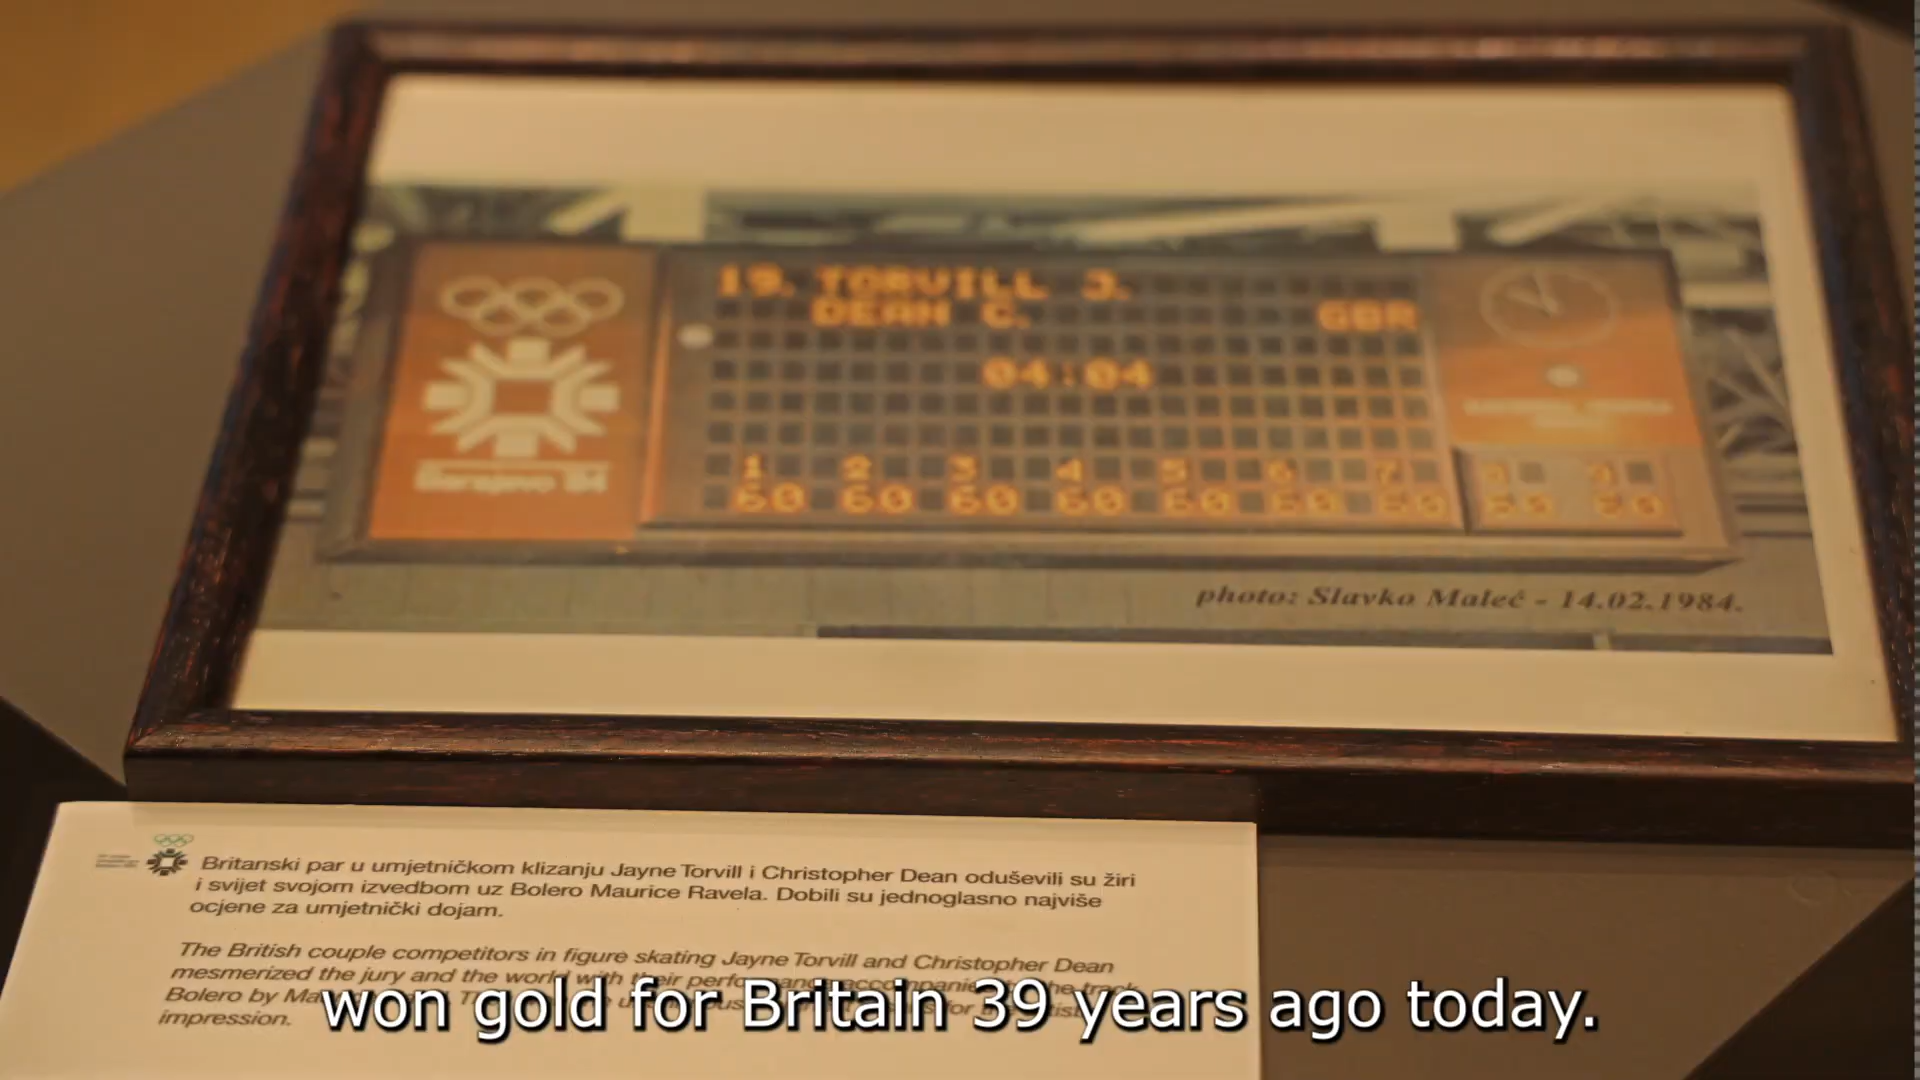 19. TORVILL J.
DEAN C. GBR
04:04
1 2 3 4 5 6 7
60 60 60 60 60 60 60
Sarajevo '84
photo: Slavko Maleč - 14.02.1984.
Britanski par u umjetničkom klizanju Jayne Torvill i Christopher Dean oduševili su žiri
i svijet svojom izvedbom uz Bolero Maurice Ravela. Dobili su jednoglasno najviše
ocjene za umjetnički dojam.
The British couple competitors in figure skating Jayne Torvill and Christopher Dean
mesmerized the jury and the world with their
Bolero by
impression.
won gold for Britain 39 years ago today.